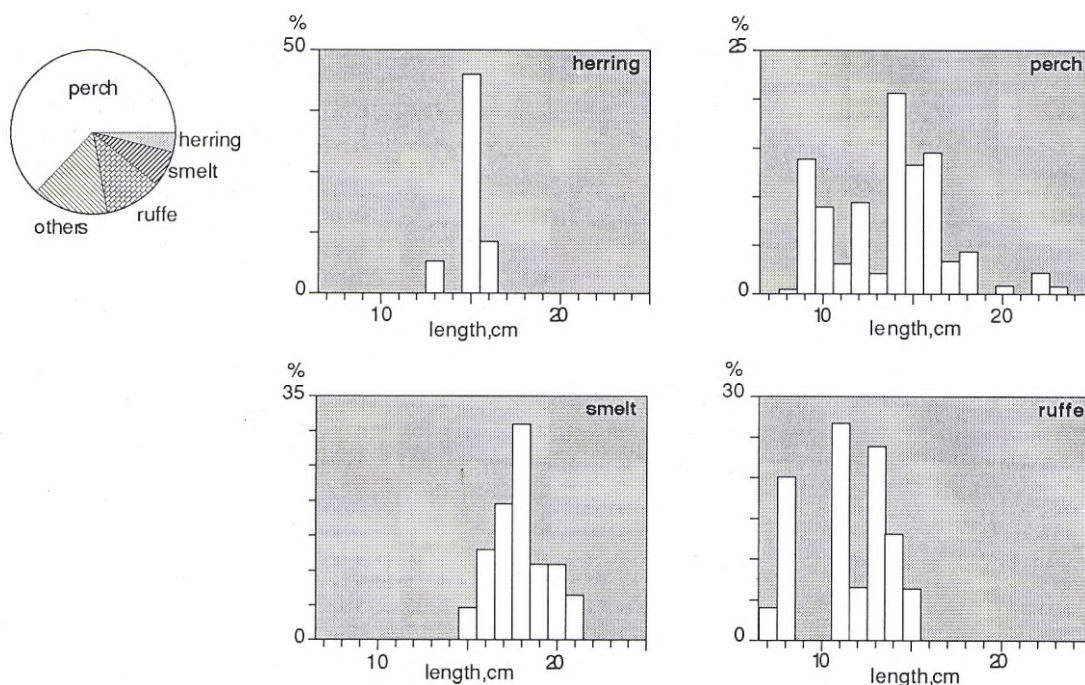 perch
herring
smelt
ruffe
others
%
50
herring
0
10
20
length,cm
%
25
perch
0
10
20
length,cm
%
35
smelt
0
10
20
length,cm
%
30
ruffe
0
10
20
length,cm